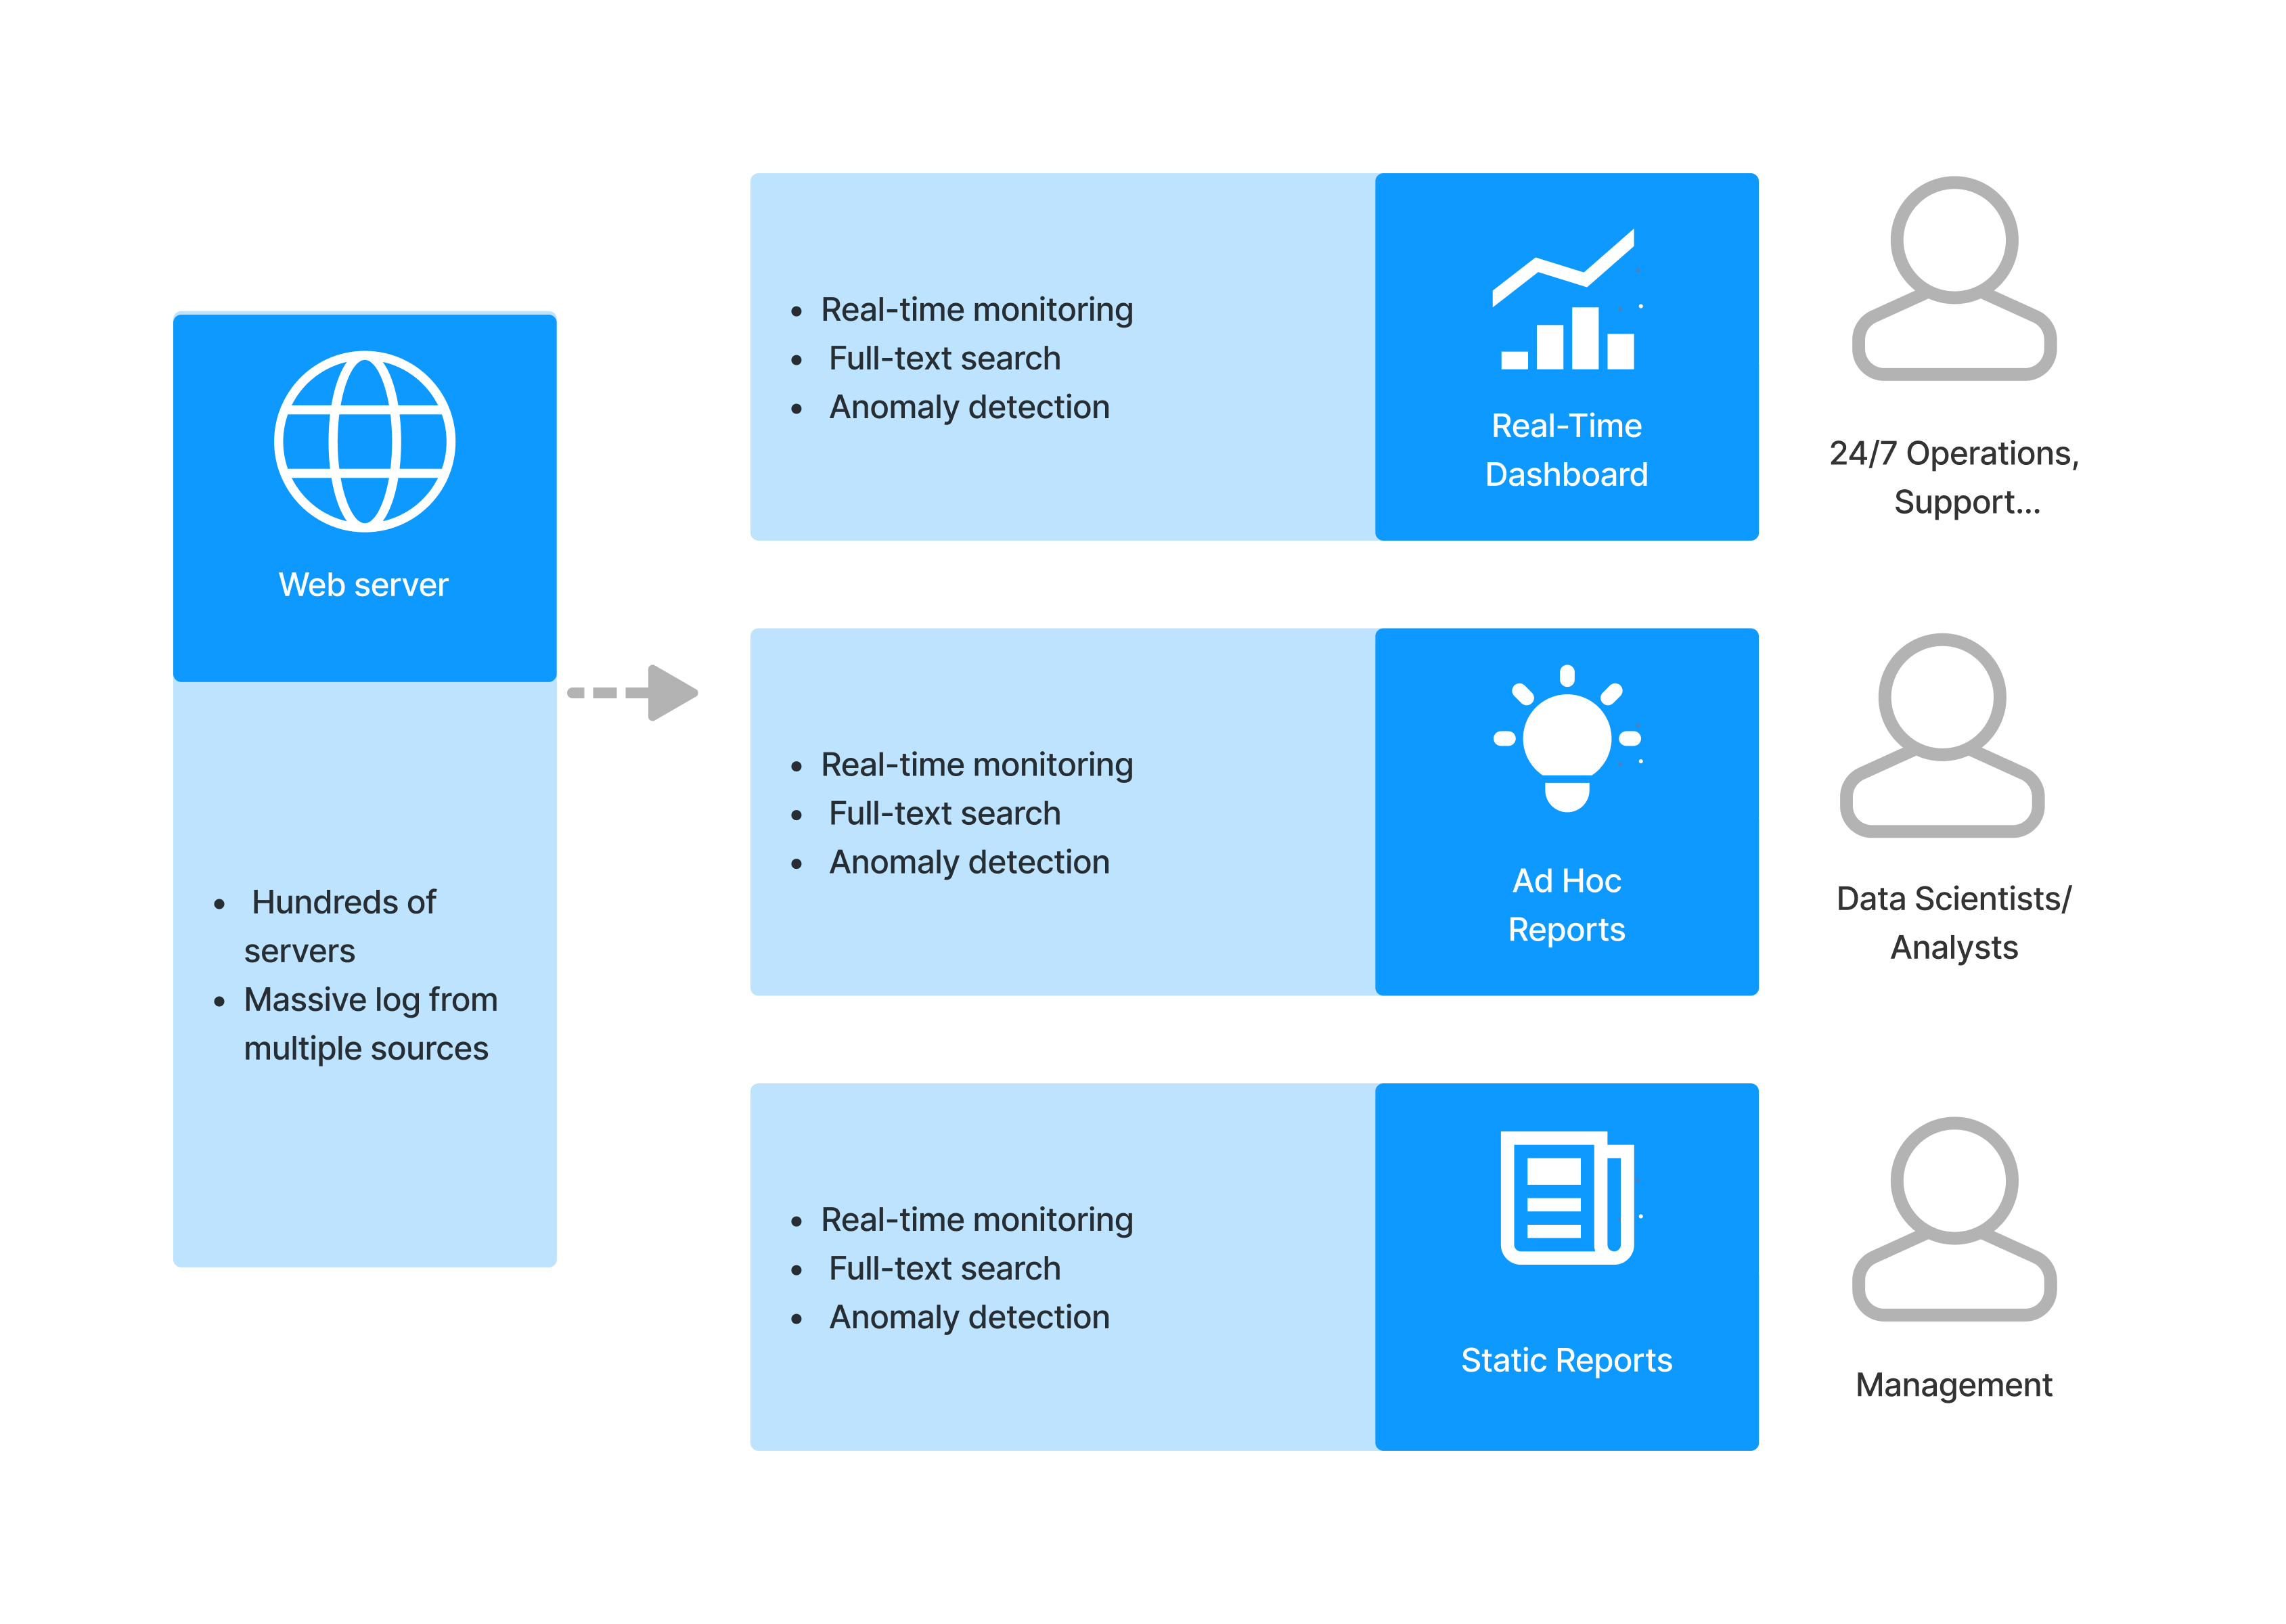 Web server
• Hundreds of
servers
• Massive log from
multiple sources
• Real-time monitoring
• Full-text search
• Anomaly detection
Real-Time
Dashboard
24/7 Operations,
Support...
• Real-time monitoring
• Full-text search
• Anomaly detection
Ad Hoc
Reports
Data Scientists/
Analysts
• Real-time monitoring
• Full-text search
• Anomaly detection
Static Reports
Management